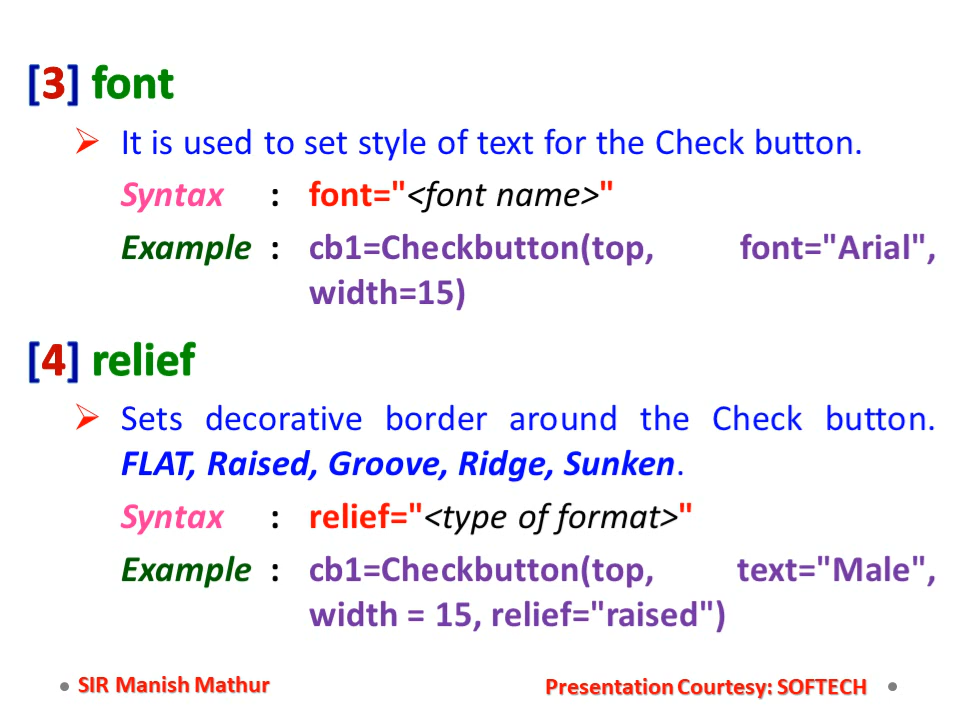 [3] font
It is used to set style of text for the Check button.
Syntax : font="<font name>"
Example : cb1=Checkbutton(top, font="Arial",
width=15)
[4] relief
Sets decorative border around the Check button.
FLAT, Raised, Groove, Ridge, Sunken.
Syntax : relief="<type of format>"
Example : cb1=Checkbutton(top, text="Male",
width = 15, relief="raised")
SIR Manish Mathur
Presentation Courtesy: SOFTECH